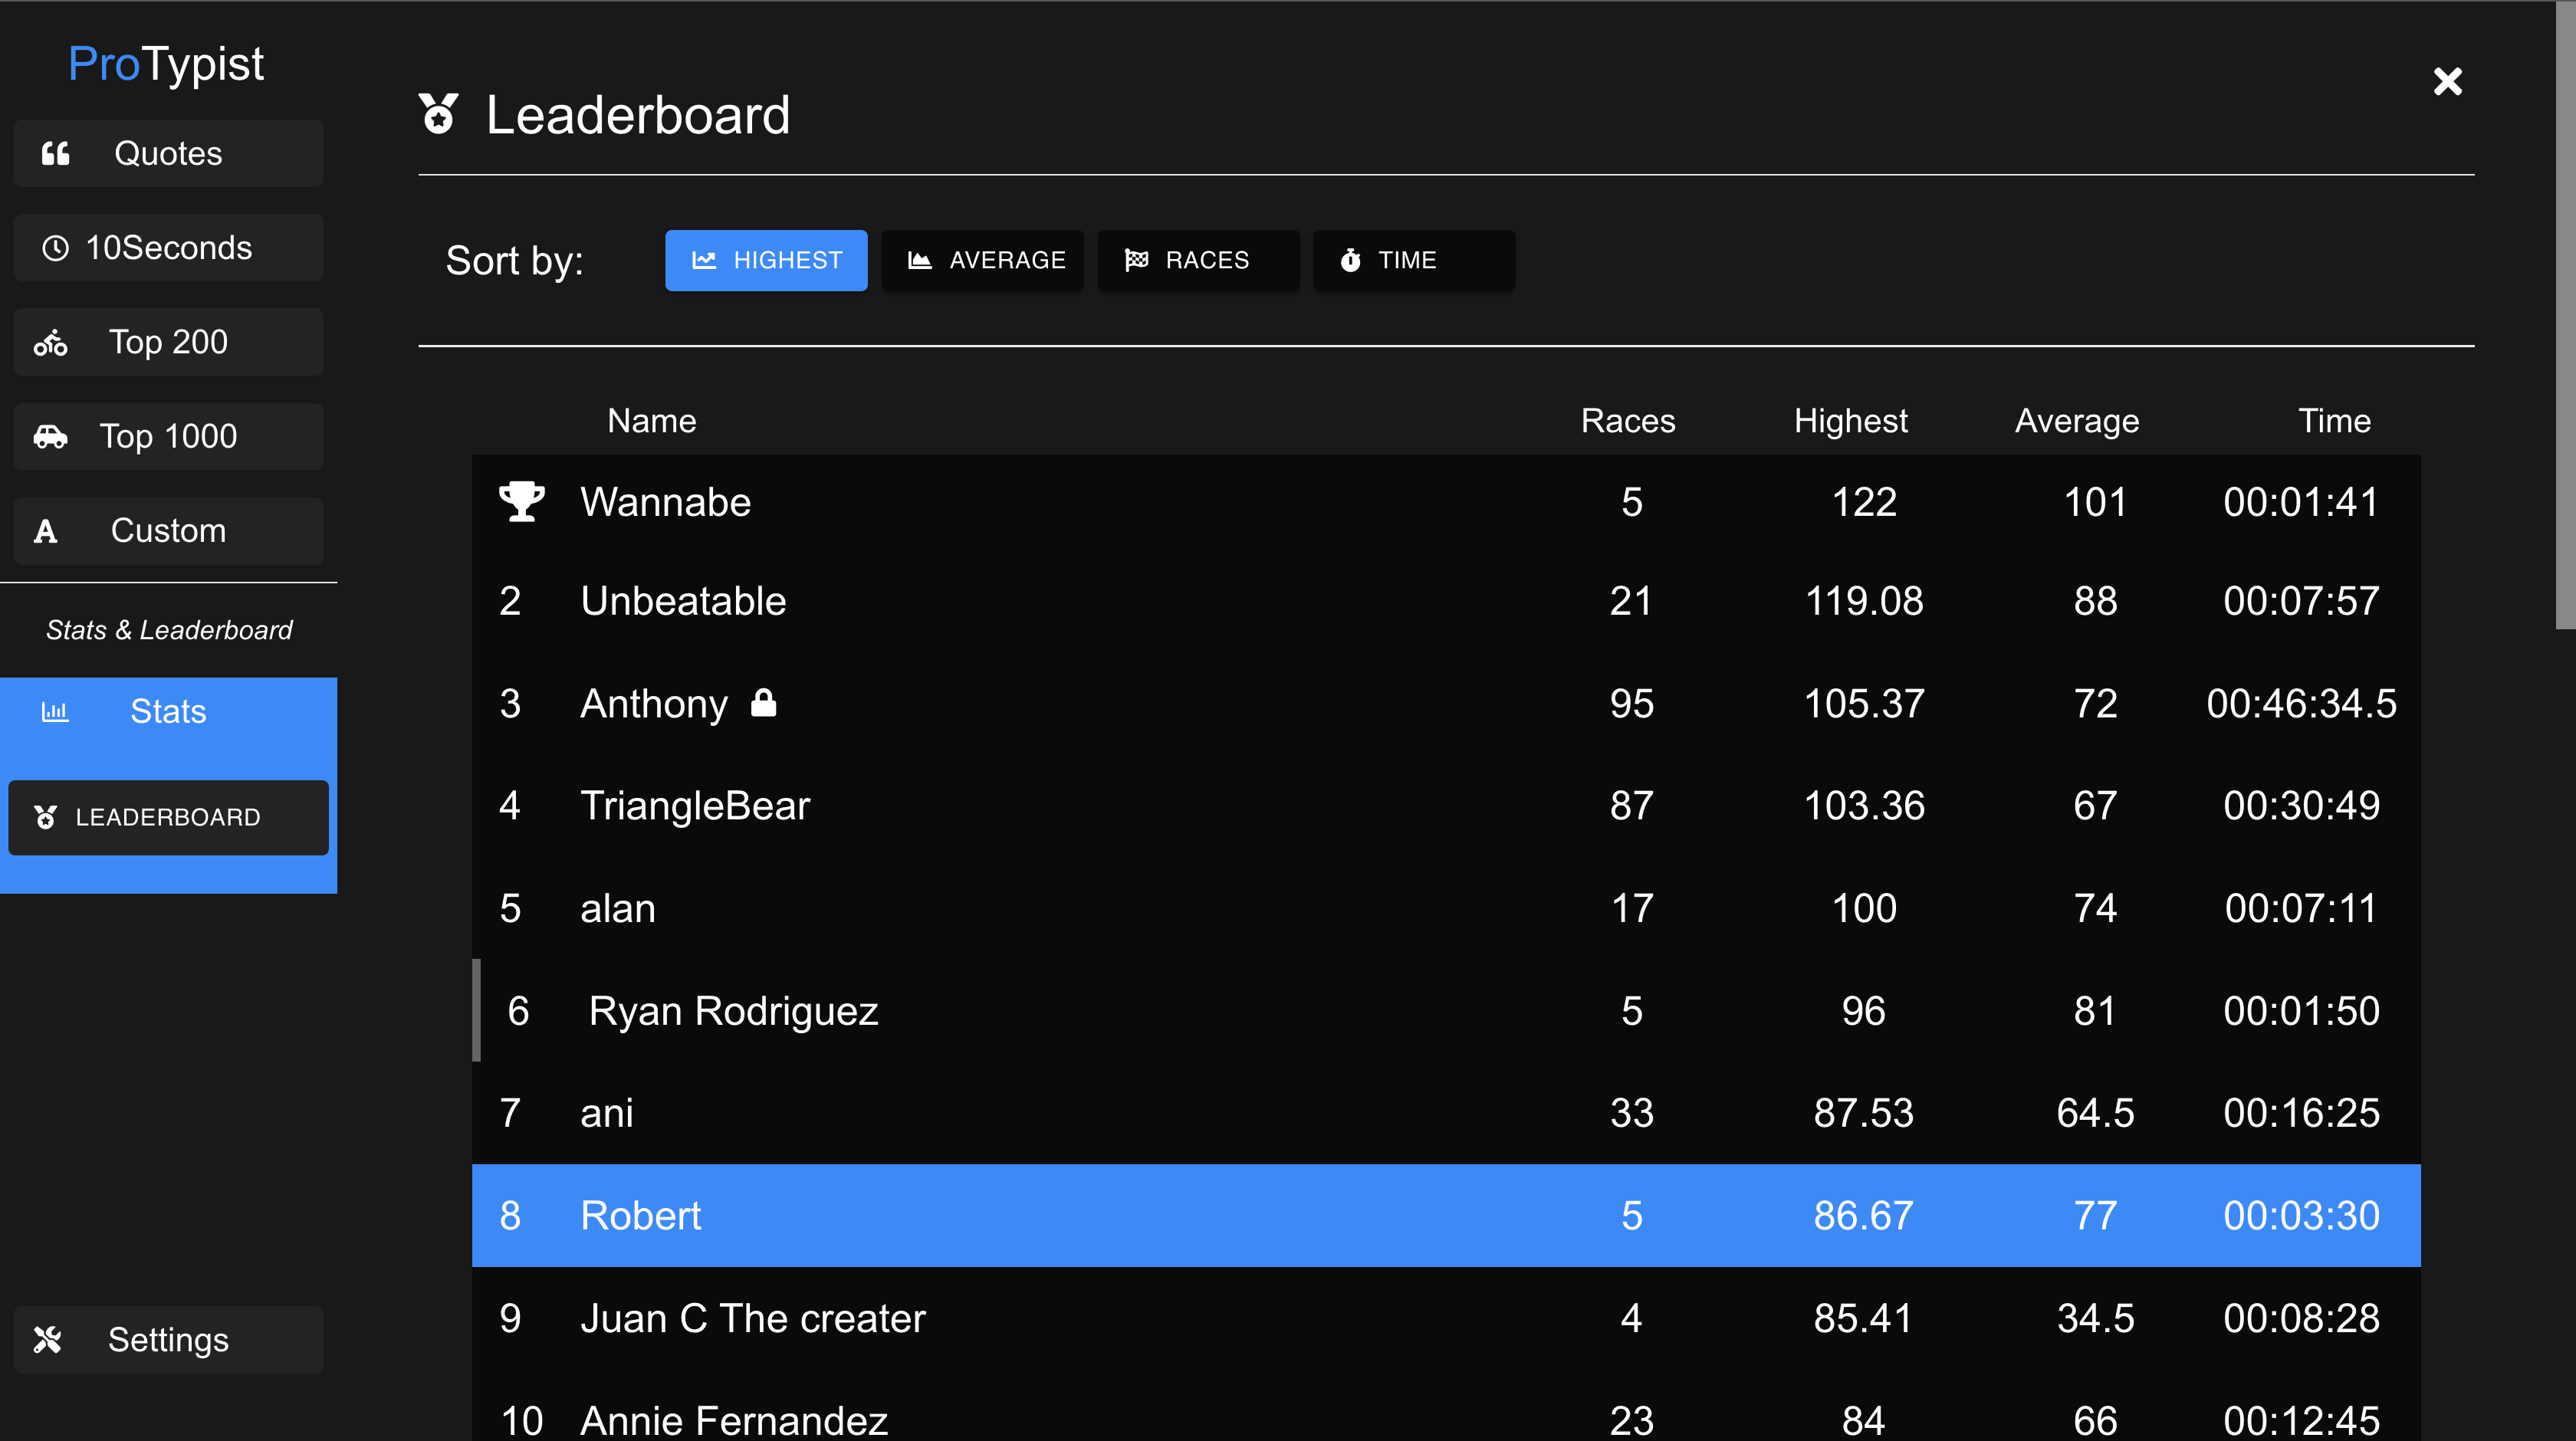 ProTypist
Quotes
10Seconds
Top 200
Top 1000
Custom
Stats & Leaderboard
Stats
LEADERBOARD
Settings
Leaderboard
Sort by: HIGHEST AVERAGE RACES TIME
Name Races Highest Average Time
Wannabe 5 122 101 00:01:41
2 Unbeatable 21 119.08 88 00:07:57
3 Anthony 95 105.37 72 00:46:34.5
4 TriangleBear 87 103.36 67 00:30:49
5 alan 17 100 74 00:07:11
6 Ryan Rodriguez 5 96 81 00:01:50
7 ani 33 87.53 64.5 00:16:25
8 Robert 5 86.67 77 00:03:30
9 Juan C The creater 4 85.41 34.5 00:08:28
10 Annie Fernandez 23 84 66 00:12:45